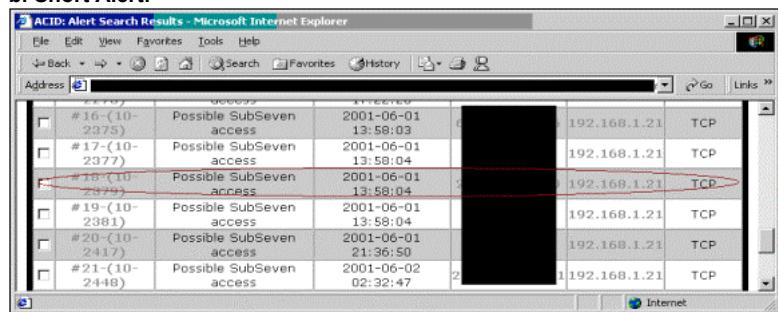 b. Short Alert:
ACID: Alert Search Results - Microsoft Internet Explorer
File Edit View Favorites Tools Help
Back Search Favorites History
Address Go Links »
#16-(10-2375) Possible SubSeven access 2001-06-01 13:58:03 192.168.1.21 TCP
#17-(10-2377) Possible SubSeven access 2001-06-01 13:58:04 192.168.1.21 TCP
#18-(10-2379) Possible SubSeven access 2001-06-01 13:58:04 192.168.1.21 TCP
#19-(10-2381) Possible SubSeven access 2001-06-01 13:58:04 192.168.1.21 TCP
#20-(10-2417) Possible SubSeven access 2001-06-01 21:36:50 192.168.1.21 TCP
#21-(10-2448) Possible SubSeven access 2001-06-02 02:32:47 2 1 192.168.1.21 TCP
Internet